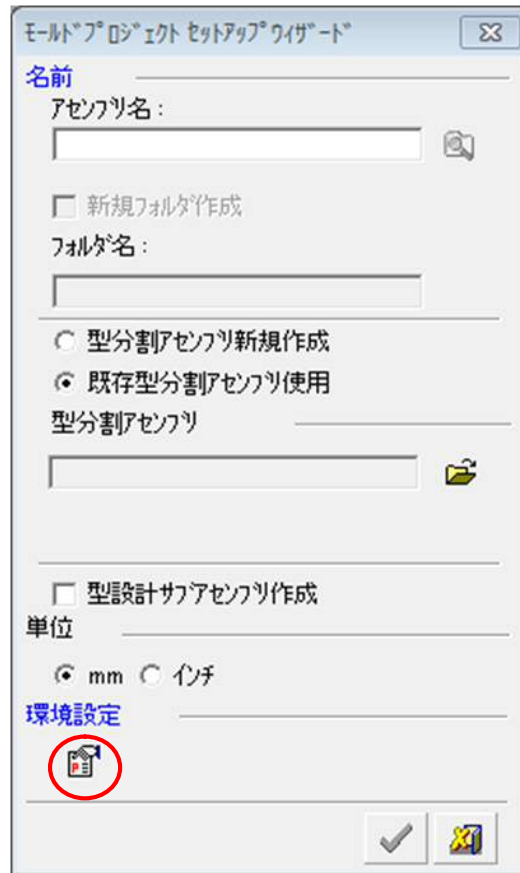 ﾓｰﾙﾄﾞﾌﾟﾛｼﾞｪｸﾄ ｾｯﾄｱｯﾌﾟｳｨｻﾞｰﾄﾞ
名前
ｱｾﾝﾌﾞﾘ名：
新規ﾌｫﾙﾀﾞ作成
ﾌｫﾙﾀﾞ名：
型分割ｱｾﾝﾌﾞﾘ新規作成
既存型分割ｱｾﾝﾌﾞﾘ使用
型分割ｱｾﾝﾌﾞﾘ
型設計ｻﾌﾞｱｾﾝﾌﾞﾘ作成
単位
mm ｲﾝﾁ
環境設定